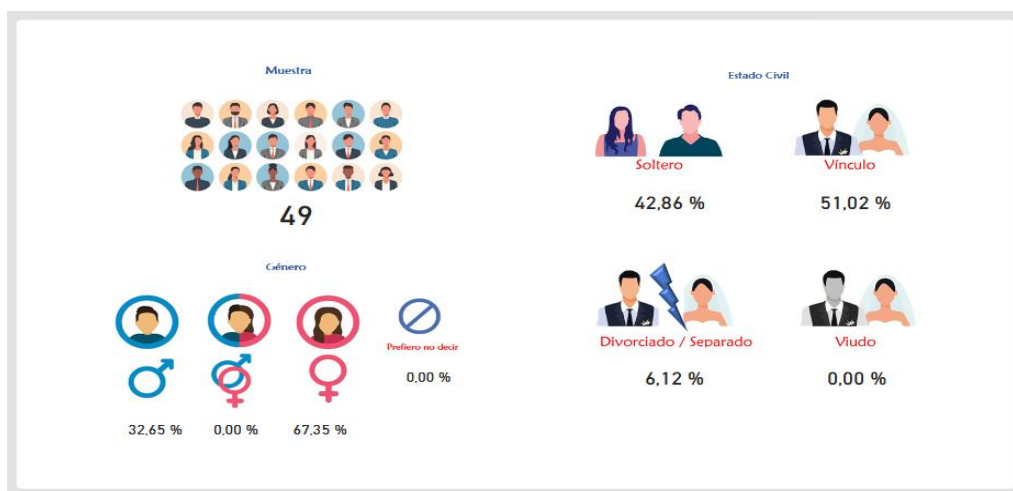 Muestra
49
Género
Prefiero no decir
0,00 %
32,65 %
0,00 %
67,35 %
Estado Civil
Soltero
Vínculo
42,86 %
51,02 %
Divorciado / Separado
Viudo
6,12 %
0,00 %